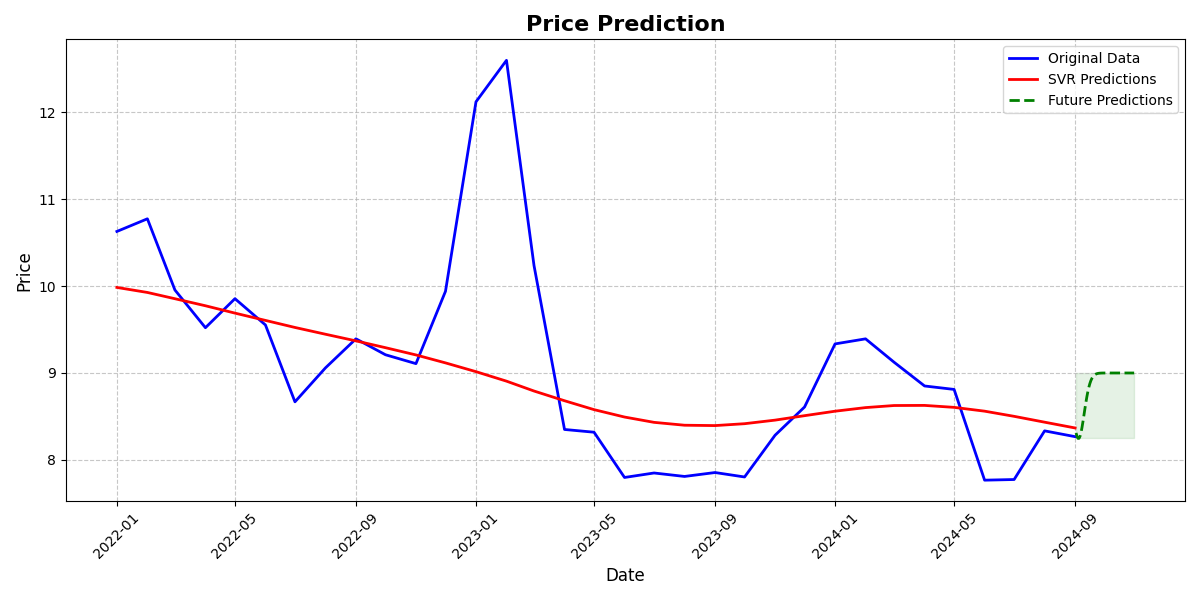 Price Prediction
Original Data
SVR Predictions
Future Predictions
Price
12
11
10
9
8
2022-01
2022-05
2022-09
2023-01
2023-05
2023-09
2024-01
2024-05
2024-09
Date